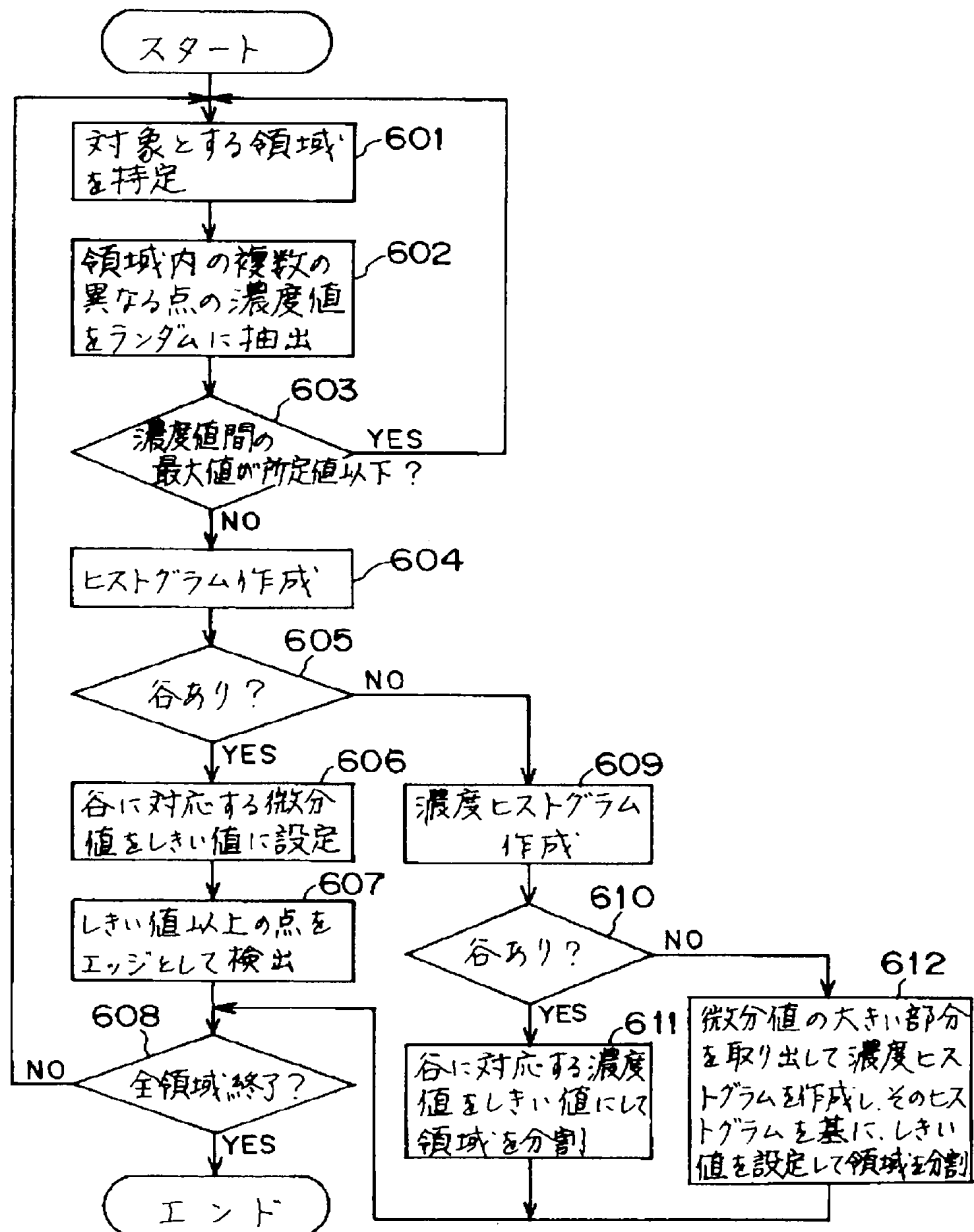 スタート
対象とする領域
を特定
601
領域内の複数の
異なる点の濃度値
をランダムに抽出
602
603
濃度値間の
最大値が所定値以下？
YES
NO
ヒストグラム作成
604
605
谷あり？
NO
YES
606
谷に対応する微分
値をしきい値に設定
607
しきい値以上の点を
エッジとして検出
608
全領域終了？
NO
YES
エンド
609
濃度ヒストグラム
作成
610
谷あり？
NO
YES
611
谷に対応する濃度
値をしきい値にして
領域を分割
612
微分値の大きい部分
を取り出して濃度ヒス
トグラムを作成し、そのヒス
トグラムを基に、しきい
値を設定して領域を分割